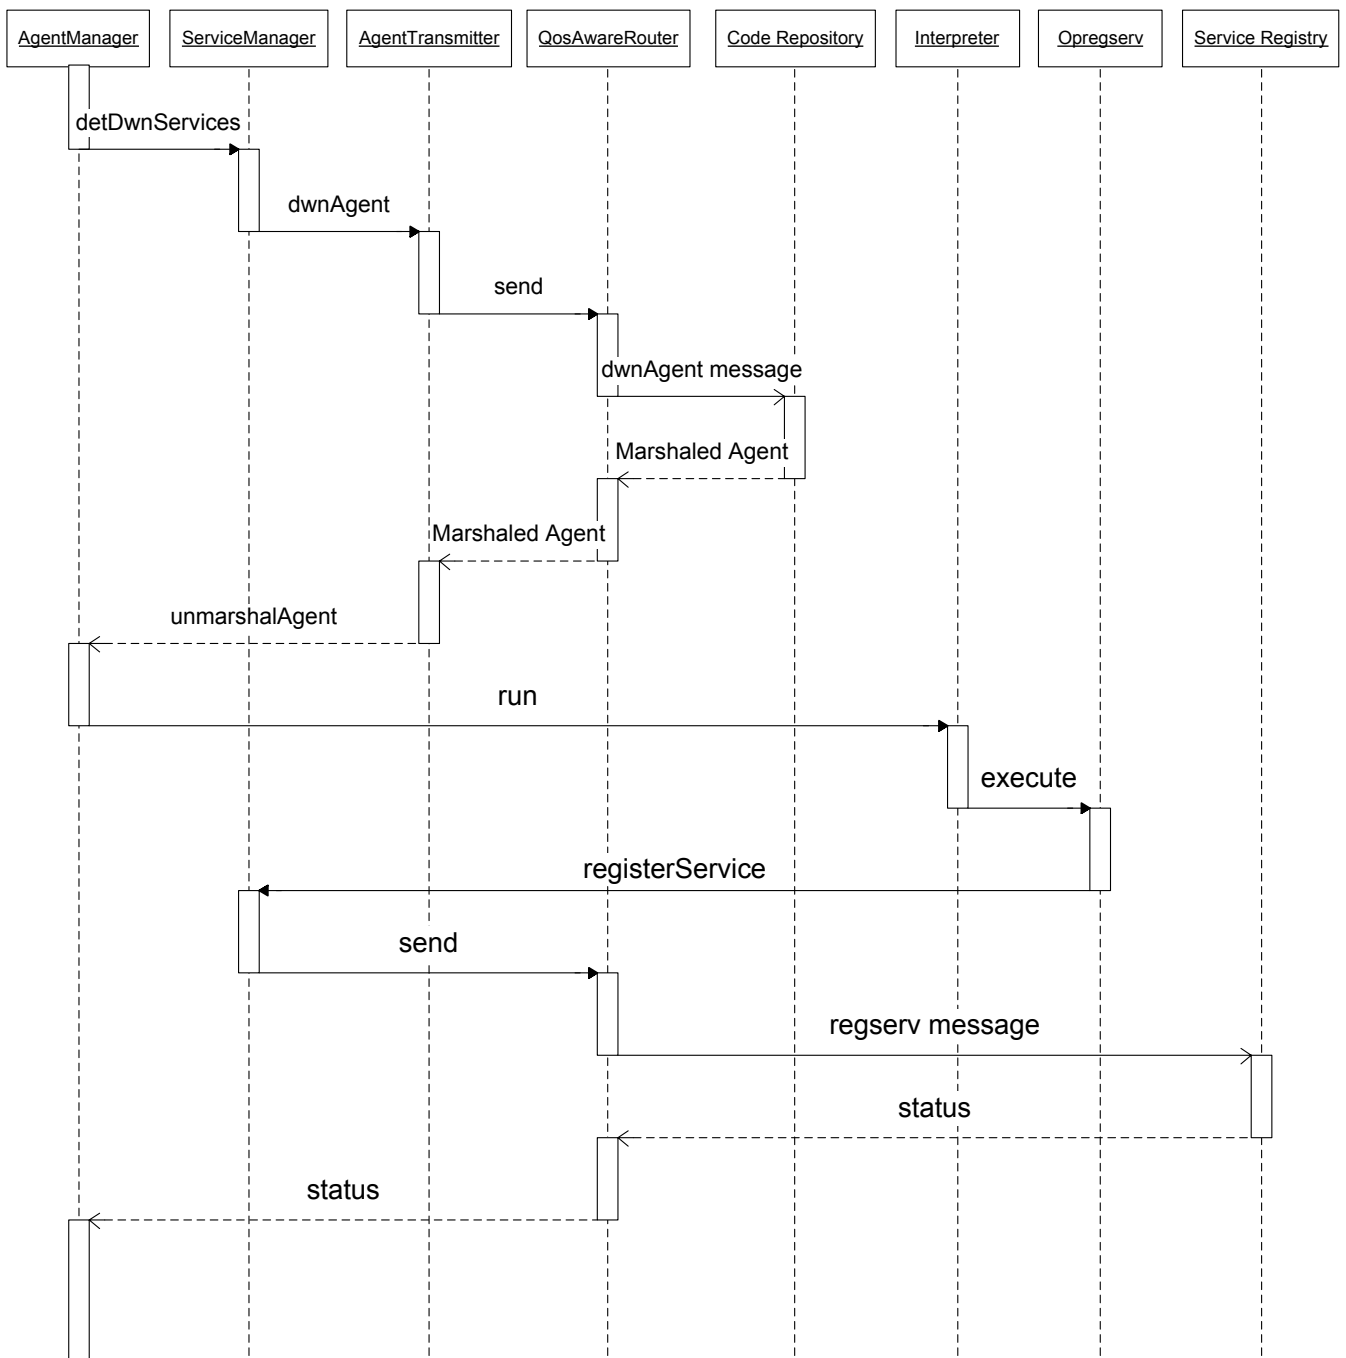 AgentManager
ServiceManager
AgentTransmitter
QosAwareRouter
Code Repository
Interpreter
Opregserv
Service Registry
detDwnServices
dwnAgent
send
dwnAgent message
Marshaled Agent
Marshaled Agent
unmarshalAgent
run
execute
registerService
send
regserv message
status
status